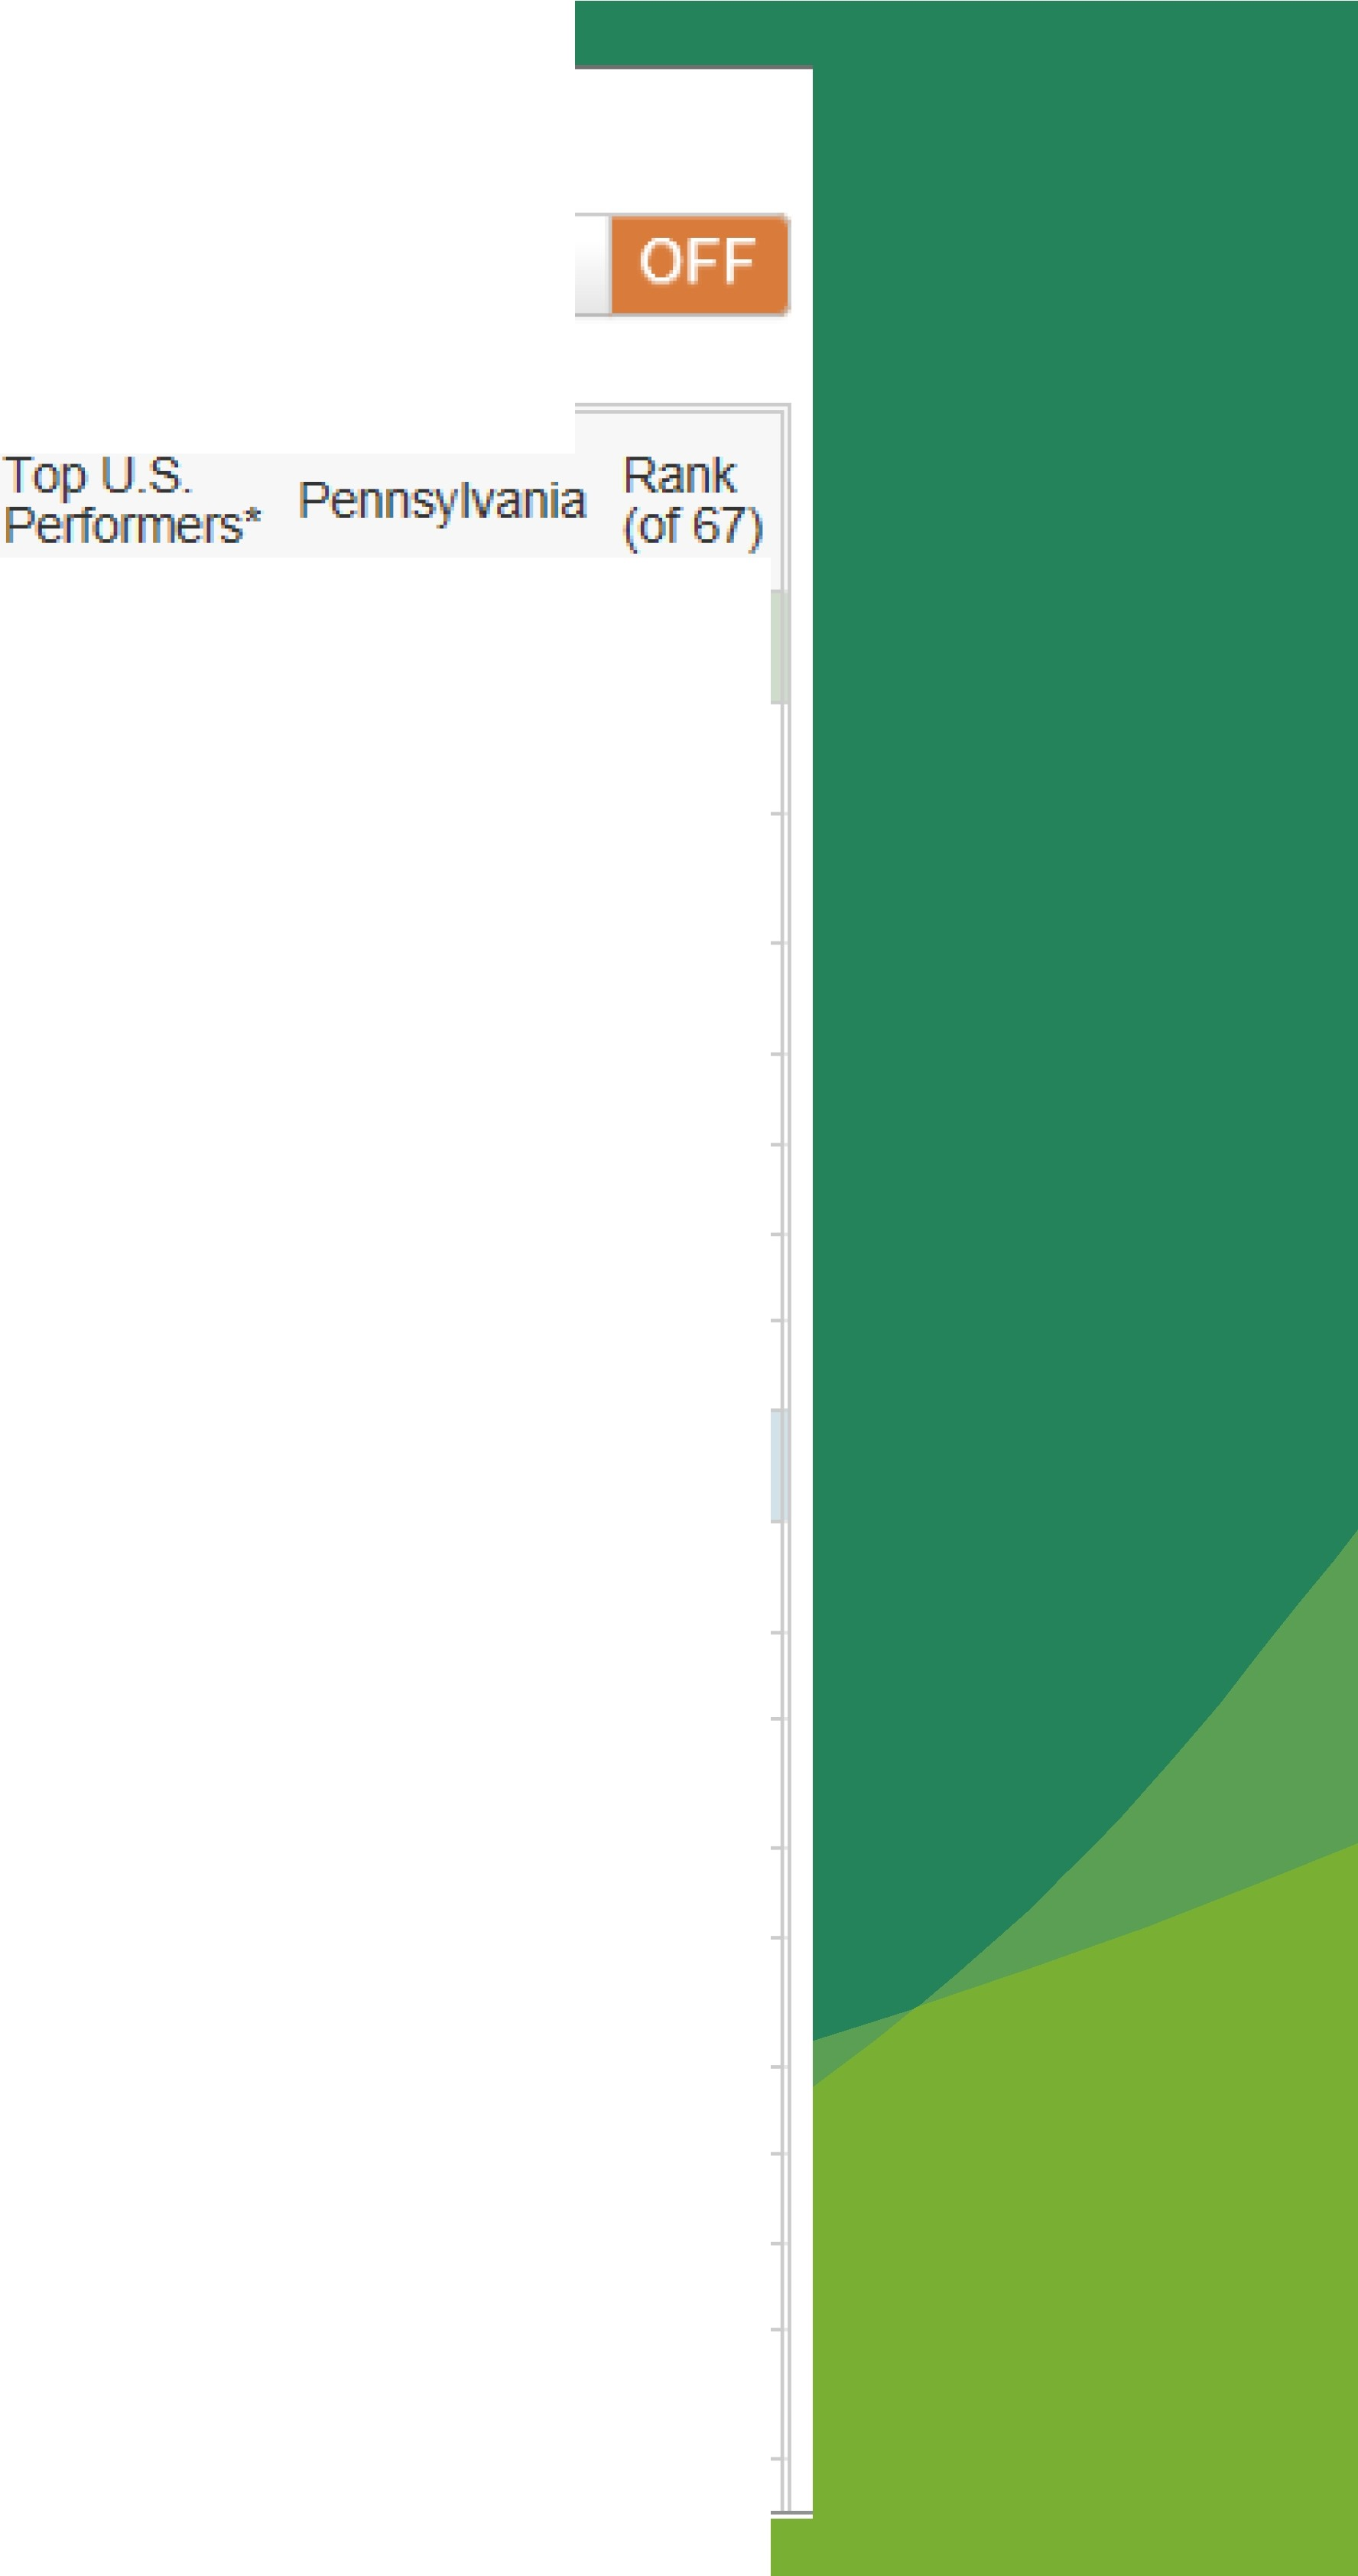 OFF
Top U.S.
Performers*
Pennsylvania
Rank
(of 67)